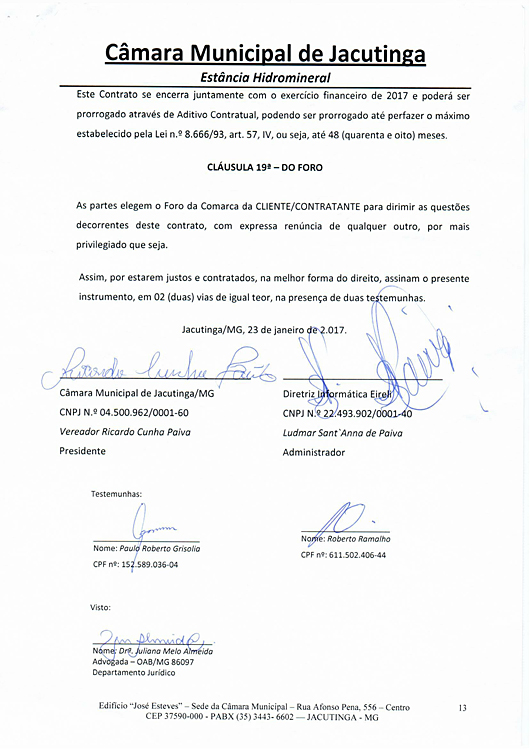 Câmara Municipal de Jacutinga
Estância Hidromineral
Este Contrato se encerra juntamente com o exercício financeiro de 2017 e poderá ser
prorrogado através de Aditivo Contratual, podendo ser prorrogado até perfazer o máximo
estabelecido pela Lei n.º 8.666/93, art. 57, IV, ou seja, até 48 (quarenta e oito) meses.
CLÁUSULA 19ª – DO FORO
As partes elegem o Foro da Comarca da CLIENTE/CONTRATANTE para dirimir as questões
decorrentes deste contrato, com expressa renúncia de qualquer outro, por mais
privilegiado que seja.
Assim, por estarem justos e contratados, na melhor forma do direito, assinam o presente
instrumento, em 02 (duas) vias de igual teor, na presença de duas testemunhas.
Jacutinga/MG, 23 de janeiro de 2.017.
Câmara Municipal de Jacutinga/MG
CNPJ N.º 04.500.962/0001-60
Vereador Ricardo Cunha Paiva
Presidente
Diretriz Informática Eireli
CNPJ N.º 22.493.902/0001-40
Ludmar Sant`Anna de Paiva
Administrador
Testemunhas:
Nome: Paulo Roberto Grisolia
CPF nº: 152.589.036-04
Nome: Roberto Ramalho
CPF nº: 611.502.406-44
Visto:
Nome: Drª. Juliana Melo Almeida
Advogada – OAB/MG 86097
Departamento Jurídico
Edifício “José Esteves” – Sede da Câmara Municipal – Rua Afonso Pena, 556 – Centro
CEP 37590-000 - PABX (35) 3443- 6602 — JACUTINGA - MG
13